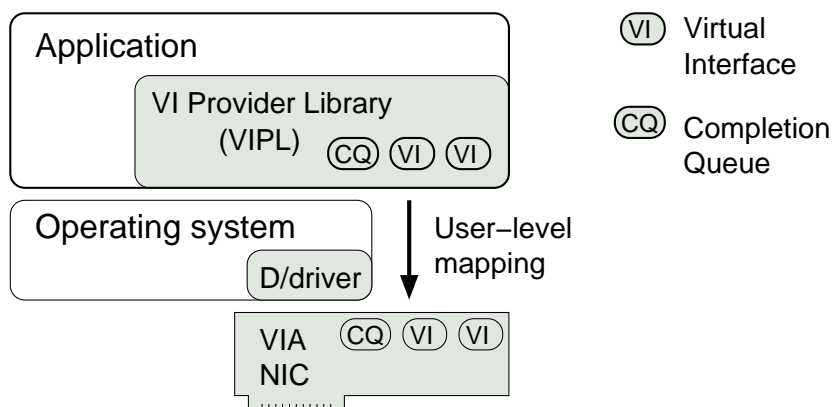 Application
VI Provider Library
(VIPL)
CQ VI VI
Operating system
D/driver
User−level
mapping
VIA
NIC
CQ VI VI
VI Virtual
Interface
CQ Completion
Queue